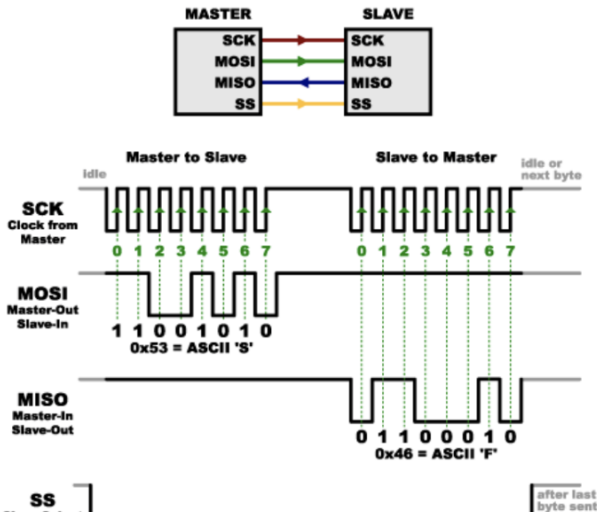 MASTER SLAVE
SCK SCK
MOSI MOSI
MISO MISO
SS SS
Master to Slave Slave to Master
idle
idle or
next byte
SCK
Clock from
Master
0 1 2 3 4 5 6 7 0 1 2 3 4 5 6 7
MOSI
Master-Out
Slave-In
1 1 0 0 1 0 1 0
0x53 = ASCII 'S'
MISO
Master-In
Slave-Out
0 1 1 0 0 0 1 0
0x46 = ASCII 'F'
SS
after last
byte sent